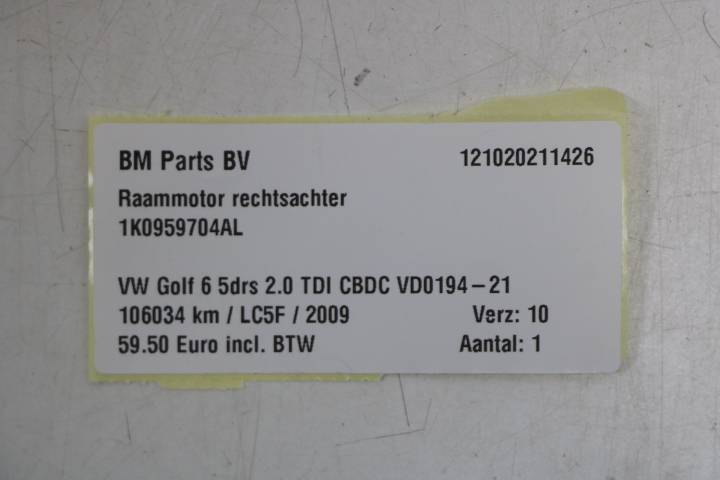 BM Parts BV 121020211426
Raammotor rechtsachter
1K0959704AL
VW Golf 6 5drs 2.0 TDI CBDC VD0194-21
106034 km / LC5F / 2009 Verz: 10
59.50 Euro incl. BTW Aantal: 1